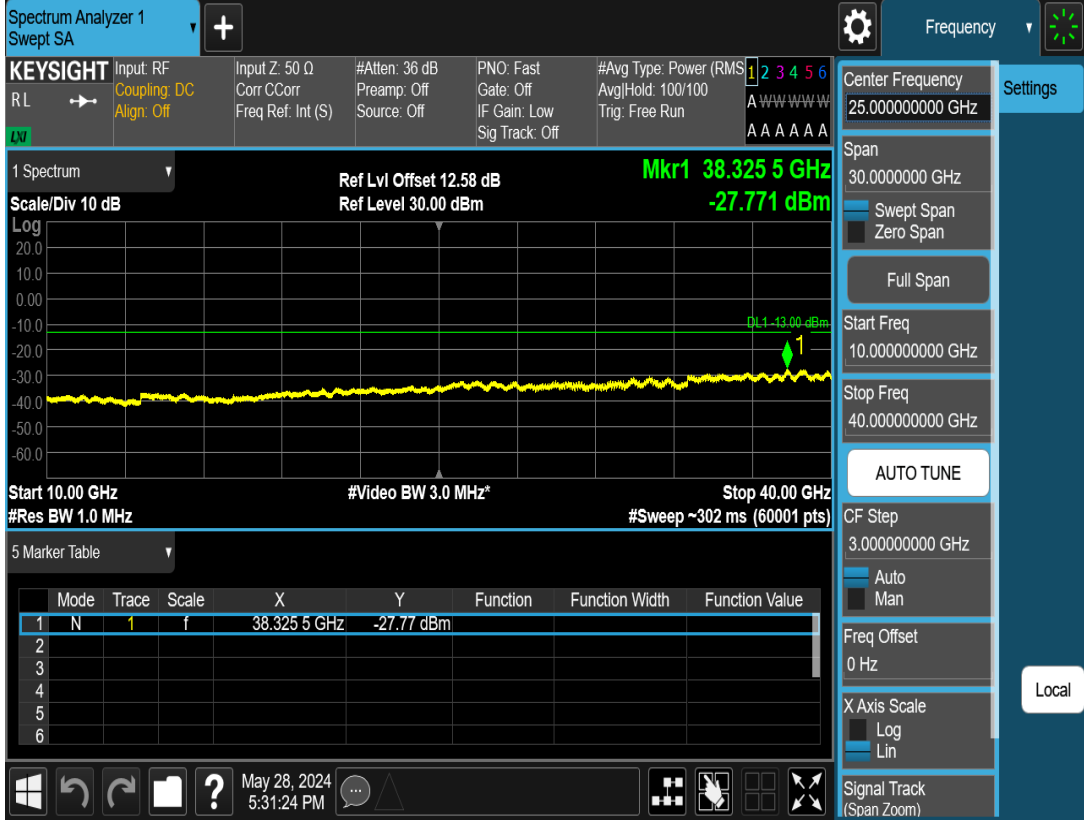 Spectrum Analyzer 1
Swept SA
+
Frequency
KEYSIGHT
R L
LXI
Input: RF
Coupling: DC
Align: Off
Input Z: 50 Ω
Corr CCorr
Freq Ref: Int (S)
#Atten: 36 dB
Preamp: Off
Source: Off
PNO: Fast
Gate: Off
IF Gain: Low
Sig Track: Off
#Avg Type: Power (RMS
Avg|Hold: 100/100
Trig: Free Run
1 2 3 4 5 6
A W W W W W
A A A A A A
1 Spectrum
Scale/Div 10 dB
Ref Lvl Offset 12.58 dB
Ref Level 30.00 dBm
Mkr1 38.325 5 GHz
-27.771 dBm
Log
20.0
10.0
0.00
-10.0
-20.0
-30.0
-40.0
-50.0
-60.0
DL1 -13.00 dBm
1
Start 10.00 GHz
#Video BW 3.0 MHz*
Stop 40.00 GHz
#Res BW 1.0 MHz
#Sweep ~302 ms (60001 pts)
5 Marker Table
Mode Trace Scale X Y Function Function Width Function Value
1 N 1 f 38.325 5 GHz -27.77 dBm
2
3
4
5
6
Center Frequency
25.000000000 GHz
Settings
Span
30.0000000 GHz
Swept Span
Zero Span
Full Span
Start Freq
10.000000000 GHz
Stop Freq
40.000000000 GHz
AUTO TUNE
CF Step
3.000000000 GHz
Auto
Man
Freq Offset
0 Hz
X Axis Scale
Log
Lin
Local
Signal Track
(Span Zoom)
?
May 28, 2024
5:31:24 PM